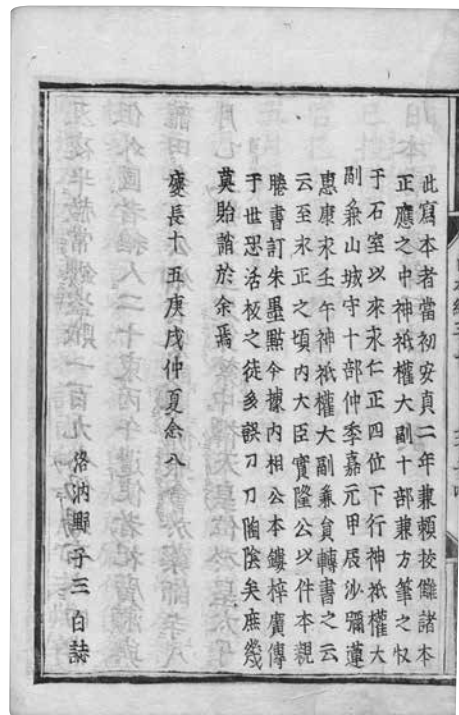 此寫本者當初安貞二年兼賴校讎諸本
正應之中神祇權大副卜部兼方筆之收
于石室以來永仁正四位下行神祇權大
副兼山城守卜部仲季嘉元甲辰沙彌蓮
惠康永壬午神祇權大副兼員轉書之云
云至永正之頃內大臣實隆公以件本親
謄書訂朱墨點今據內相公本鏤梓廣傳
于世恐活板之徒多誤刀刁陶陰矣庶幾
莫貽誚於余焉
慶長十五庚戌仲夏念八
洛汭野子三白誌